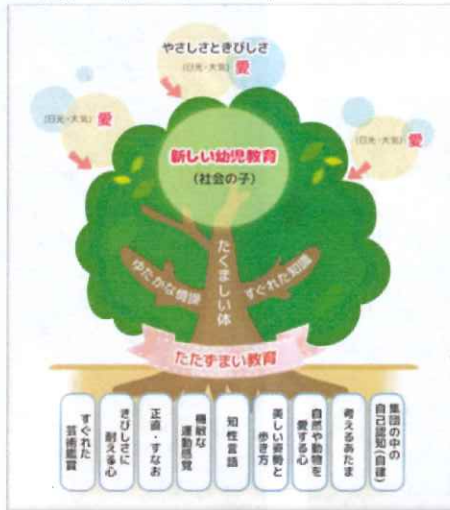 やさしさときびしさ
(日光・大気) 愛
(日光・大気) 愛
(日光・大気) 愛
新しい幼児教育
(社会の子)
ゆたかな情操
たくましい体
すぐれた知識
たたずまい教育
集団の中の
自己認知(自律)
考えるあたま
自然や動物を
愛する心
美しい姿勢と
歩き方
知性言語
機敏な
運動感覚
正直・すなお
きびしさに
耐える心
すぐれた
芸術鑑賞